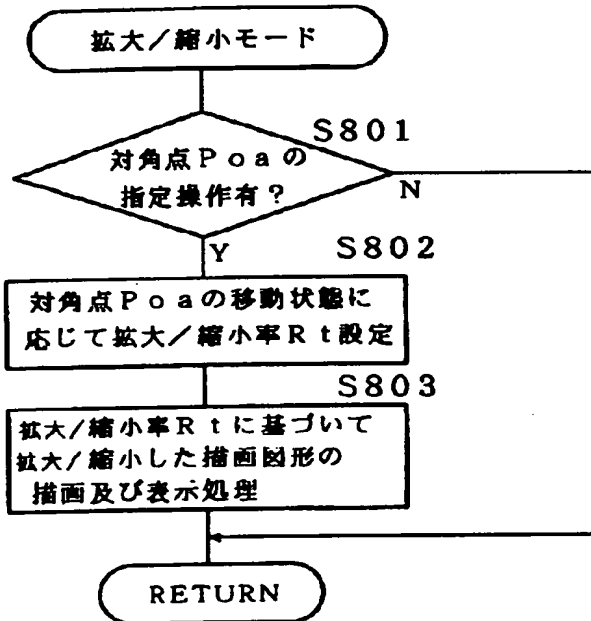 拡大/縮小モード
S801
対角点Poaの
指定操作有?
N
Y
S802
対角点Poaの移動状態に
応じて拡大/縮小率Rt設定
S803
拡大/縮小率Rtに基づいて
拡大/縮小した描画図形の
描画及び表示処理
RETURN